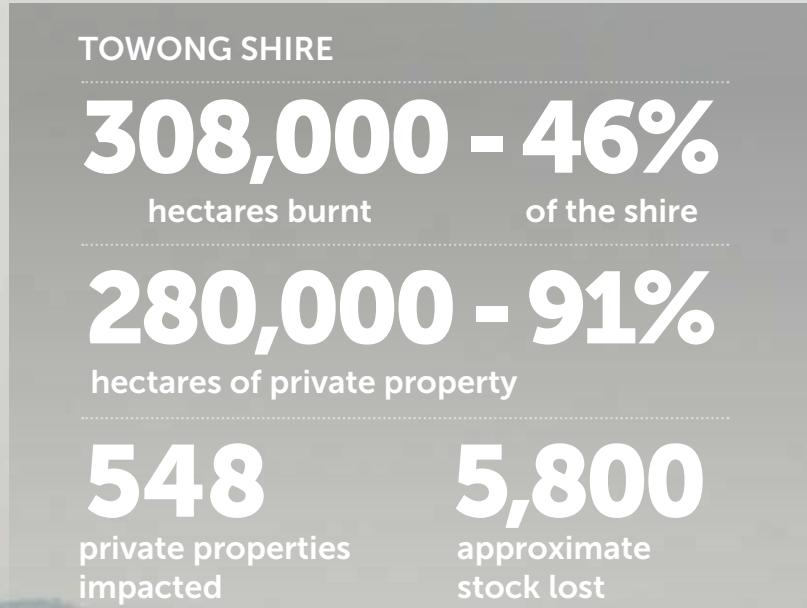 TOWONG SHIRE
308,000 - 46%
hectares burnt of the shire
280,000 - 91%
hectares of private property
548 5,800
private properties approximate
impacted stock lost